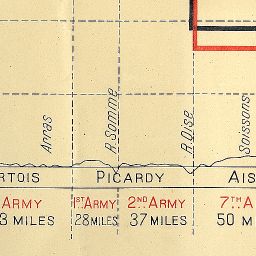 Arras
R. Somme
R. Oise
Soissons
RTOIS PICARDY AIS
ARMY 1ST ARMY 2ND ARMY 7TH A
3 MILES 28 MILES 37 MILES 50 M